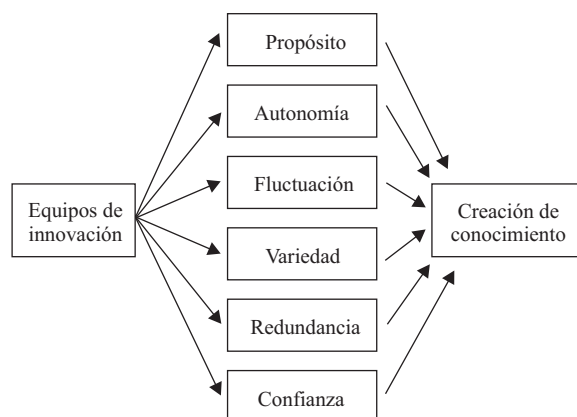 Propósito
Autonomía
Fluctuación
Equipos de
innovación
Creación de
conocimiento
Variedad
Redundancia
Confianza